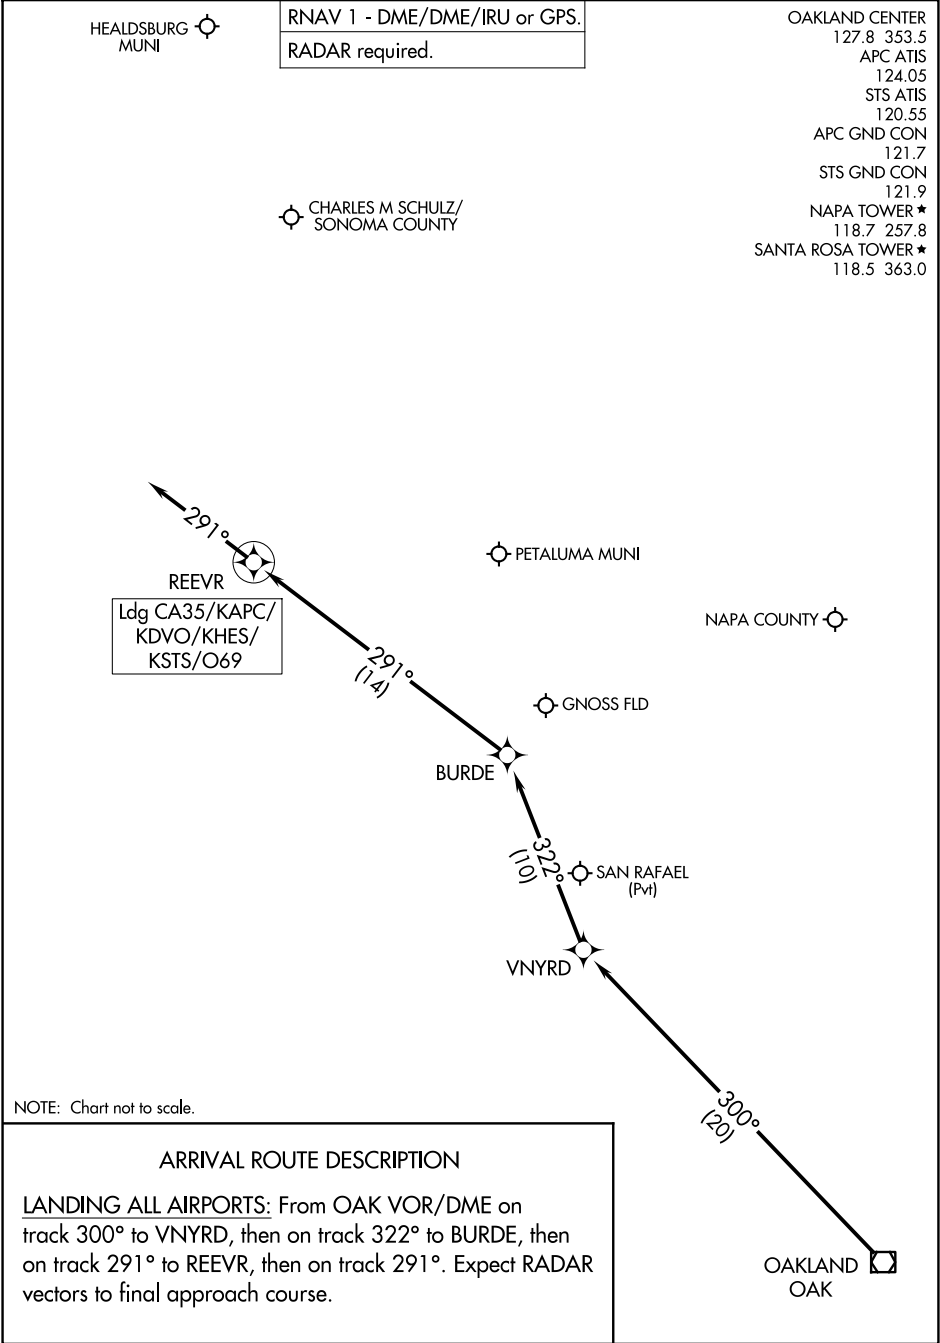 HEALDSBURG
MUNI
RNAV 1 - DME/DME/IRU or GPS.
RADAR required.
OAKLAND CENTER
127.8 353.5
APC ATIS
124.05
STS ATIS
120.55
APC GND CON
121.7
STS GND CON
121.9
NAPA TOWER★
118.7 257.8
SANTA ROSA TOWER★
118.5 363.0
CHARLES M SCHULZ/
SONOMA COUNTY
291°
REEVR
Ldg CA35/KAPC/
KDVO/KHES/
KSTS/O69
PETALUMA MUNI
NAPA COUNTY
291°
(14)
GNOSS FLD
BURDE
322°
(10)
SAN RAFAEL
(Pvt)
VNYRD
300°
(20)
OAKLAND
OAK
NOTE: Chart not to scale.
ARRIVAL ROUTE DESCRIPTION
LANDING ALL AIRPORTS: From OAK VOR/DME on
track 300° to VNYRD, then on track 322° to BURDE, then
on track 291° to REEVR, then on track 291°. Expect RADAR
vectors to final approach course.